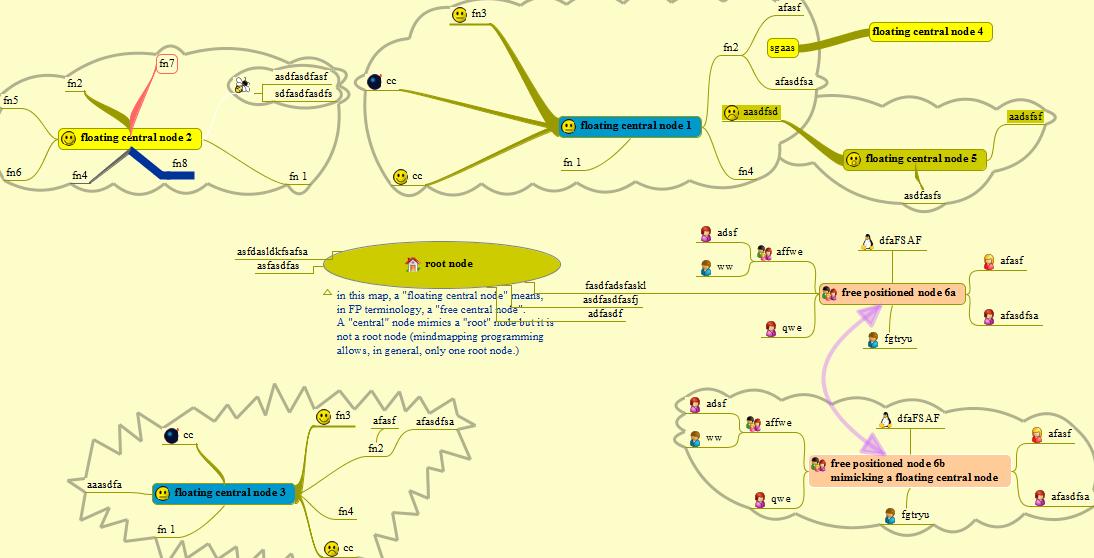 fn2
fn7
fn5
asdfasdfasf
sdfasdfasdfs
floating central node 2
fn6
fn4
fn8
fn 1
fn3
cc
cc
floating central node 1
fn 1
fn2
afasf
sgaas
floating central node 4
afasdfsa
aasdfsd
fn4
floating central node 5
aadsfsf
asdfasfs
asfdasldkfsafsa
asfasdfas
root node
fasdfadsfaskl
asdfasdfasfj
adfasdf
in this map, a "floating central node" means,
in FP terminology, a "free central node".
A "central" node mimics a "root" node but it is
not a root node (mindmapping programming
allows, in general, only one root node.)
adsf
affwe
ww
qwe
dfaFSAF
free positioned node 6a
afasf
afasdfsa
fgtryu
fn3
cc
afasf
afasdfsa
fn2
aaasdfa
floating central node 3
fn 1
fn4
cc
adsf
affwe
ww
qwe
dfaFSAF
free positioned node 6b
mimicking a floating central node
afasf
afasdfsa
fgtryu